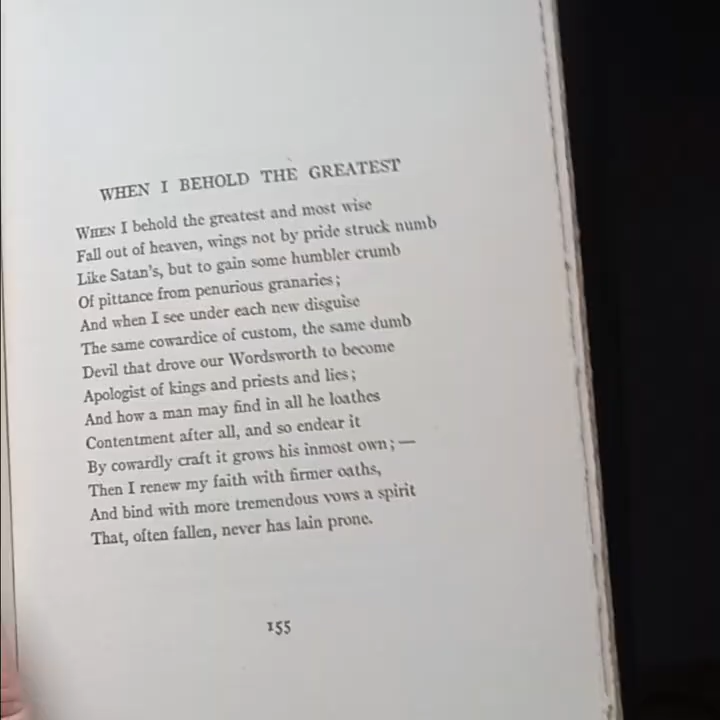 WHEN I BEHOLD THE GREATEST
WHEN I behold the greatest and most wise
Fall out of heaven, wings not by pride struck numb
Like Satan's, but to gain some humbler crumb
Of pittance from penurious granaries;
And when I see under each new disguise
The same cowardice of custom, the same dumb
Devil that drove our Wordsworth to become
Apologist of kings and priests and lies;
And how a man may find in all he loathes
Contentment after all, and so endear it
By cowardly craft it grows his inmost own;—
Then I renew my faith with firmer oaths,
And bind with more tremendous vows a spirit
That, often fallen, never has lain prone.
155